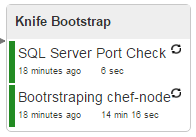 Knife Bootstrap
SQL Server Port Check
18 minutes ago 6 sec
Bootrstraping chef-node
18 minutes ago 14 min 16 sec